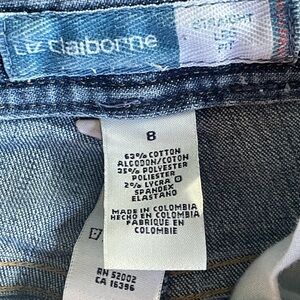 Liz claiborne
STRAIGHT
LEG
FIT
8
63% COTTON
ALGODON/COTON
35% POLYESTER
POLIESTER
2% LYCRA
SPANDEX
ELASTANO
MADE IN COLOMBIA
HECHO EN COLOMBIA
FABRIQUE EN
COLOMBIE
RN 52002
CA 16396